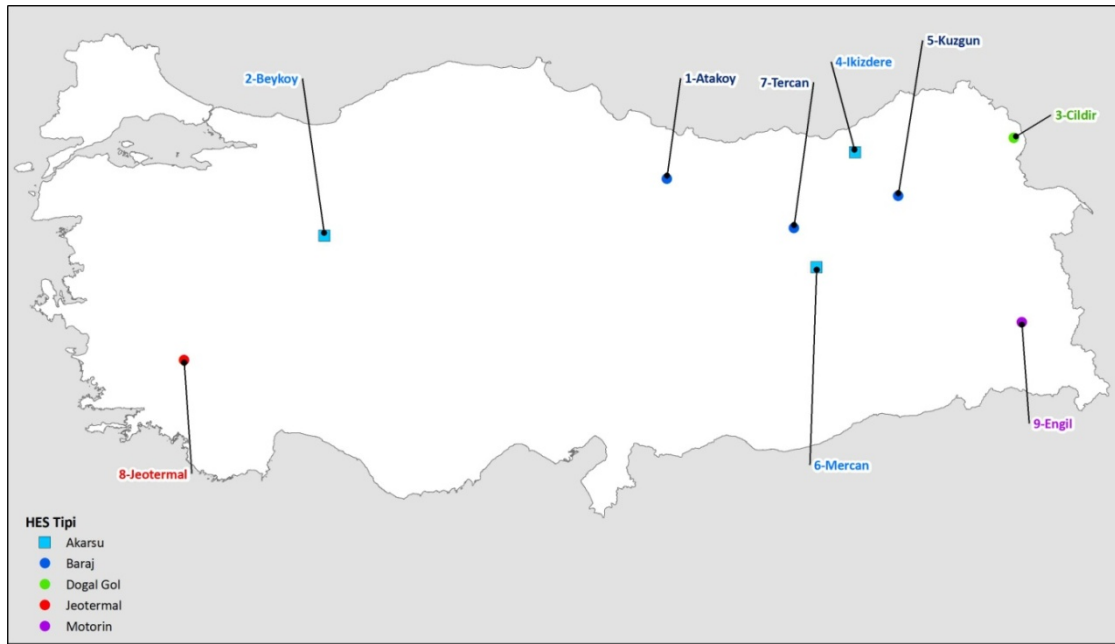 5-Kuzgun
4-Ikizdere
2-Beykoy
1-Atakoy
7-Tercan
3-Cildir
9-Engil
8-Jeotermal
6-Mercan
HES Tipi
Akarsu
Baraj
Dogal Gol
Jeotermal
Motorin